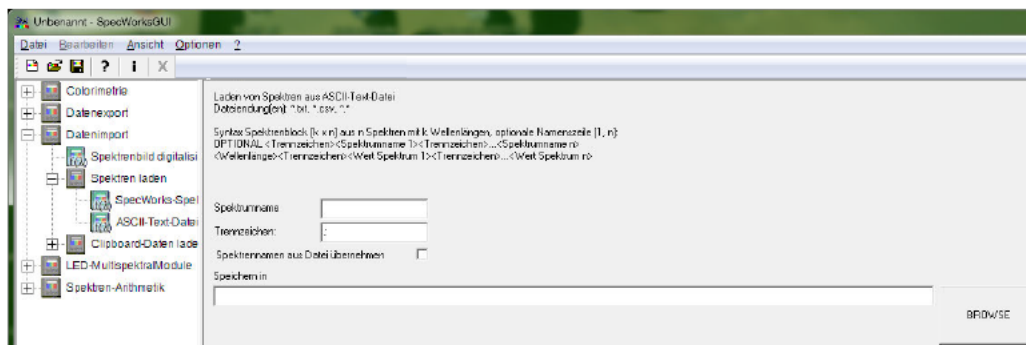 Unbenannt - SpecWorksGUI
Datei Bearbeiten Ansicht Optionen ?
? i X
Colorimetrie
Datenexport
Datenimport
Spektrenbild digitalisi
Spektren laden
SpecWorks-Spel
ASCII-Text-Datei
Clipboard-Daten lade
LED-MultispektralModule
Spektren-Arithmetik
Laden von Spektren aus ASCII-Text-Datei
Dateiendung(en): *.txt, *.csv, *.*
Syntax Spektrenblock [k x n] aus n Spektren mit k Wellenlängen, optionale Namenszeile [1, n]:
OPTIONAL <Trennzeichen><Spektrumname 1><Trennzeichen>...<Spektrumname n>
<Wellenlänge><Trennzeichen><Wert Spektrum 1><Trennzeichen>...<Wert Spektrum n>
Spektrumname
Trennzeichen:
Spektrennamen aus Datei übernehmen
Speichern in
BROWSE